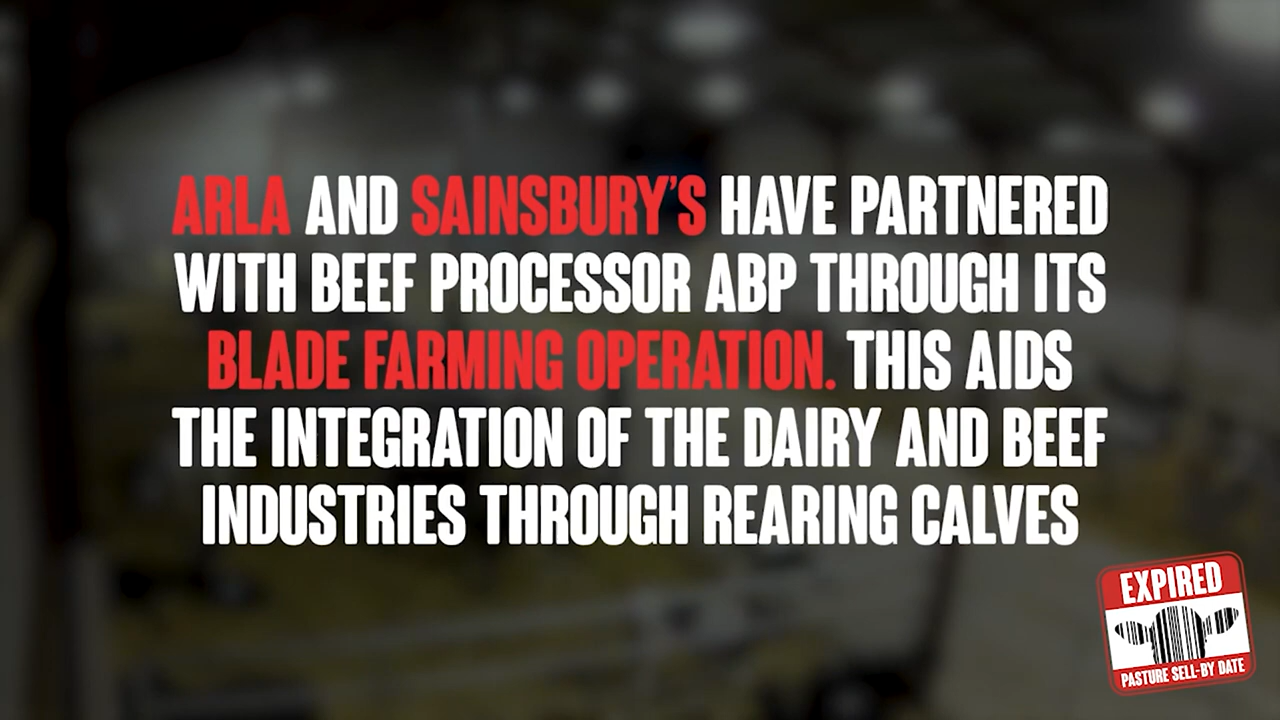 ARLA AND SAINSBURY'S HAVE PARTNERED
WITH BEEF PROCESSOR ABP THROUGH ITS
BLADE FARMING OPERATION. THIS AIDS
THE INTEGRATION OF THE DAIRY AND BEEF
INDUSTRIES THROUGH REARING CALVES
EXPIRED
PASTURE SELL-BY DATE